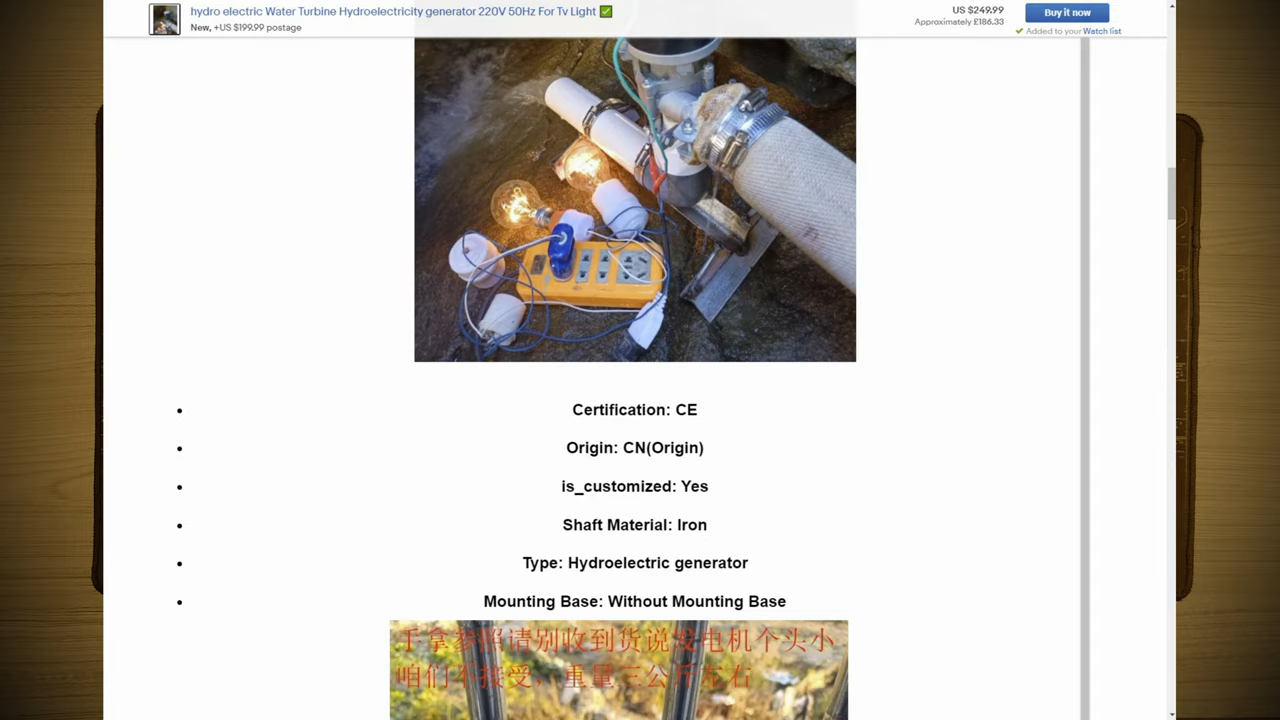 hydro electric Water Turbine Hydroelectricity generator 220V 50Hz For Tv Light ✅
New, +US $199.99 postage
US $249.99
Approximately £186.33
Buy it now
Added to your Watch list
Certification: CE
Origin: CN(Origin)
is_customized: Yes
Shaft Material: Iron
Type: Hydroelectric generator
Mounting Base: Without Mounting Base
手拿参照请别收到货说发电机个头小
咱们不接受，重量三公斤左右